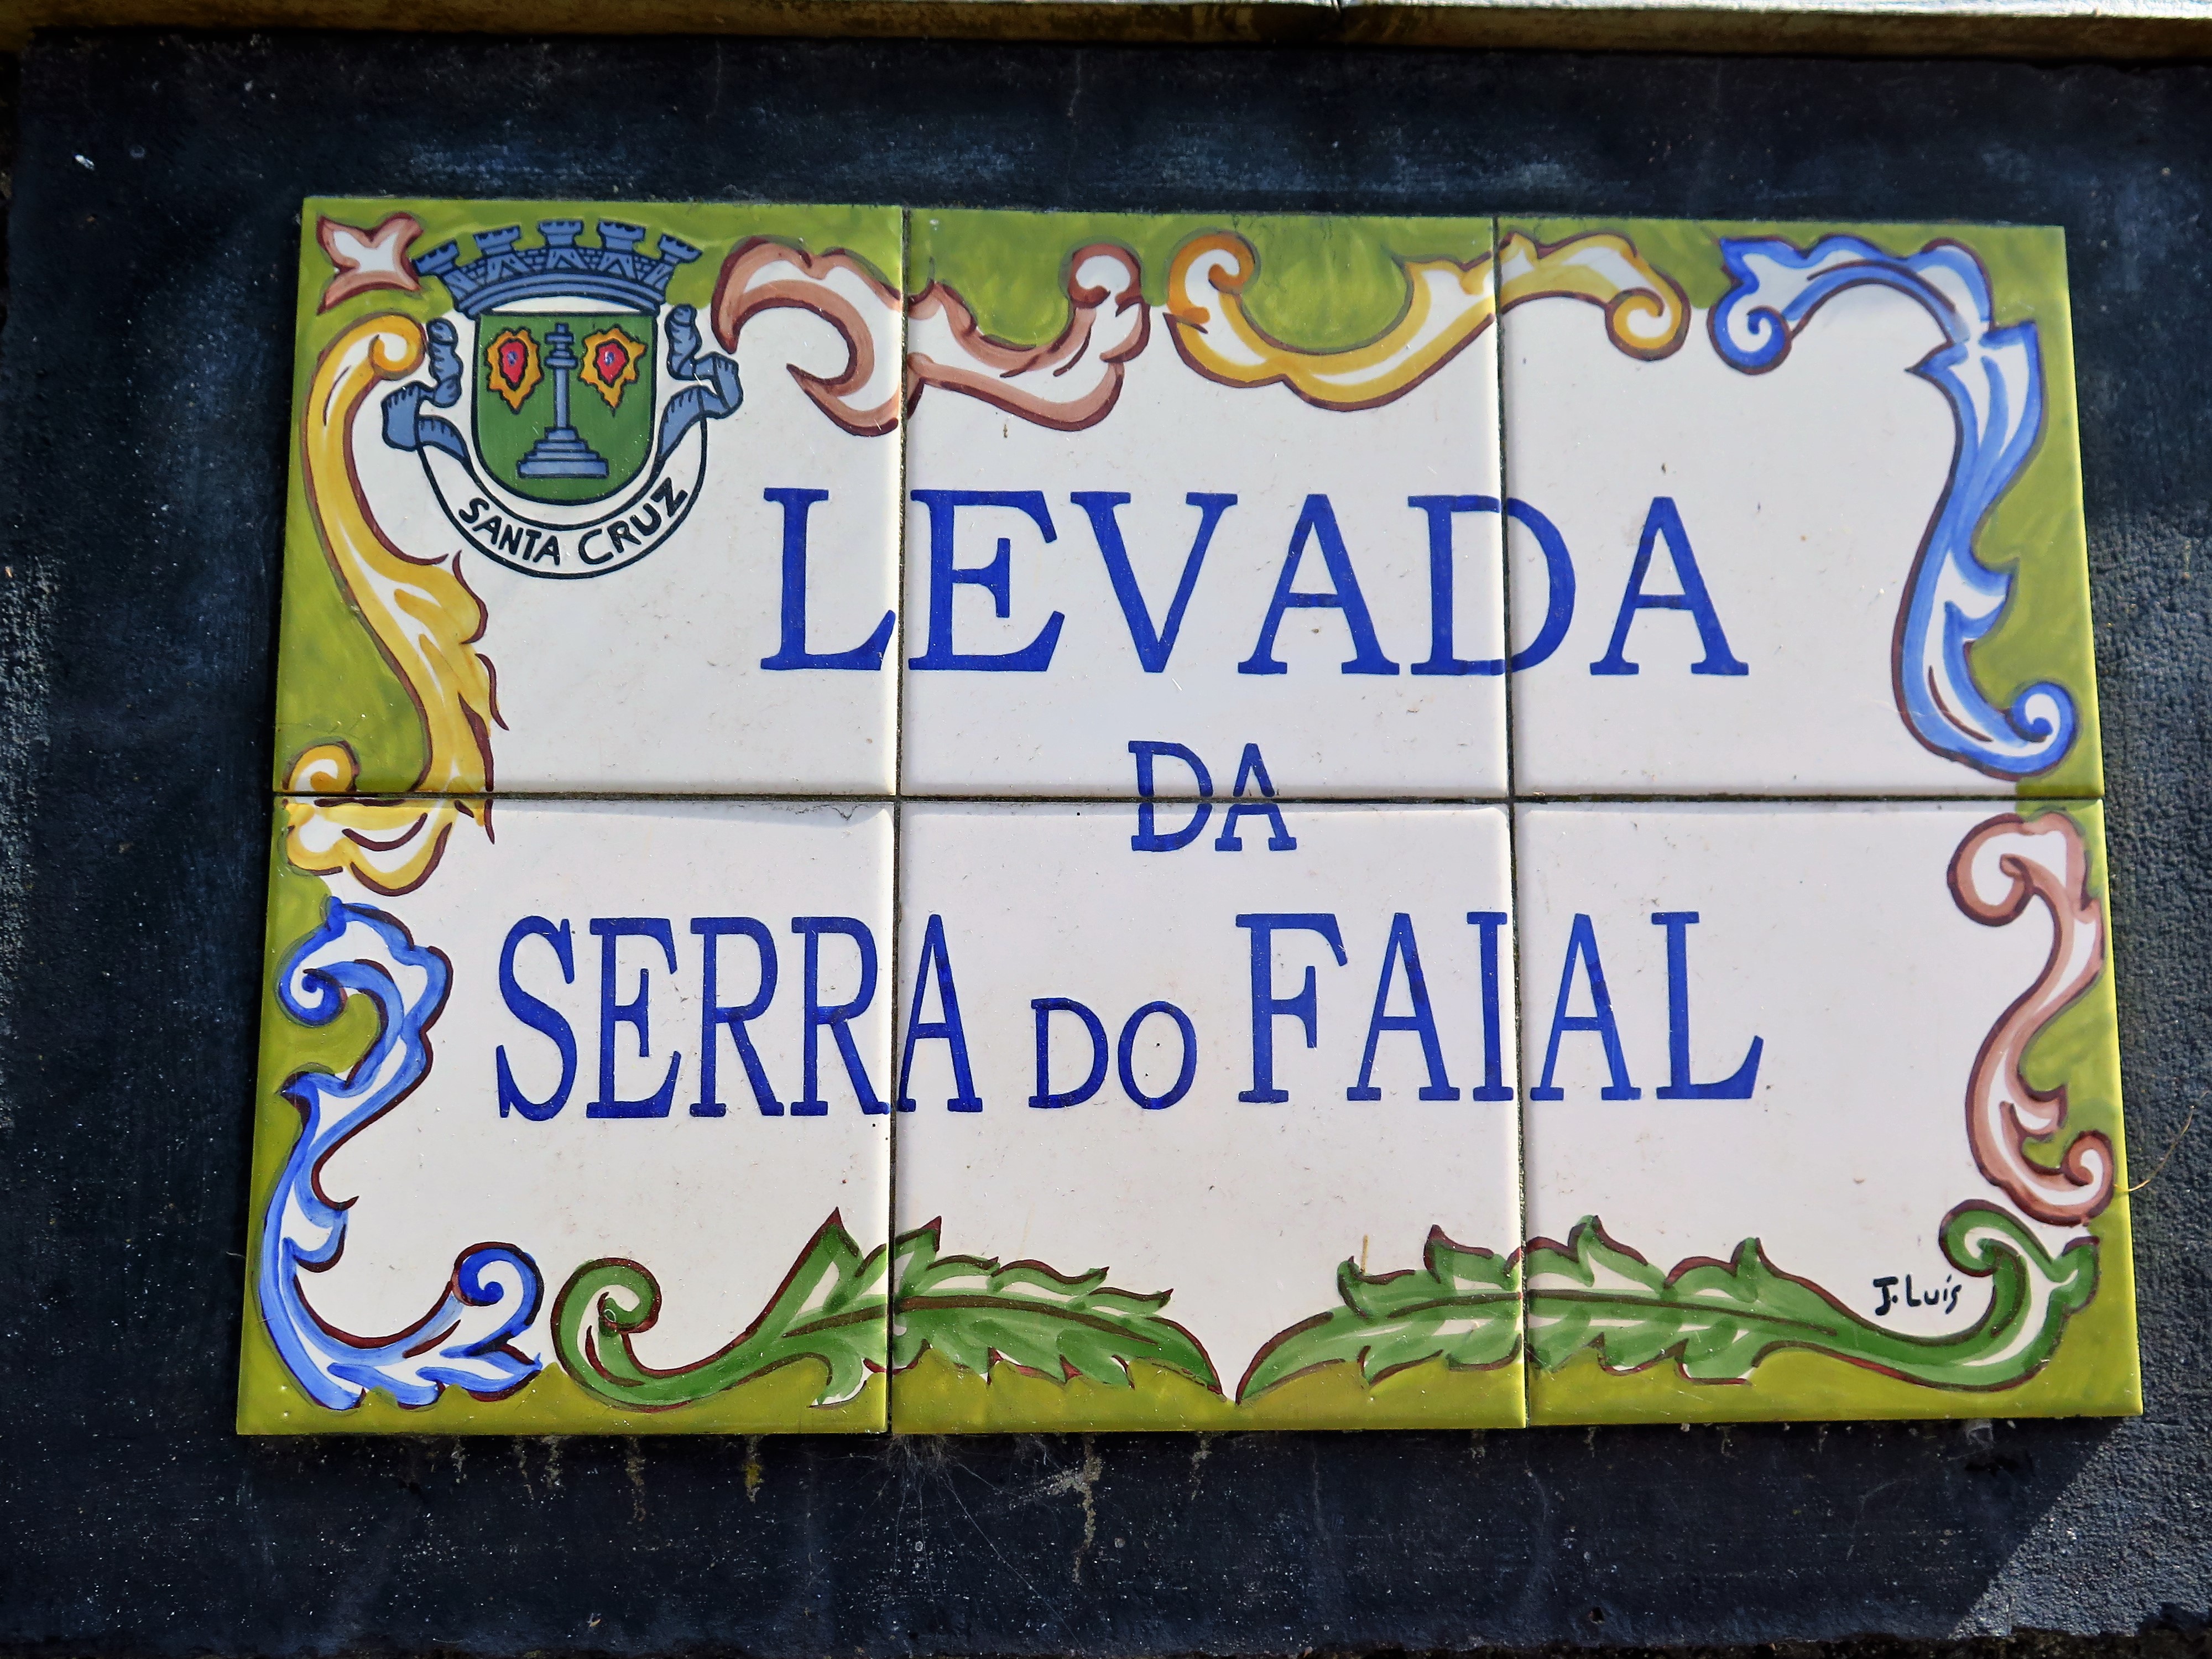 SANTA CRUZ
LEVADA
DA
SERRA DO FAIAL
J. Luís